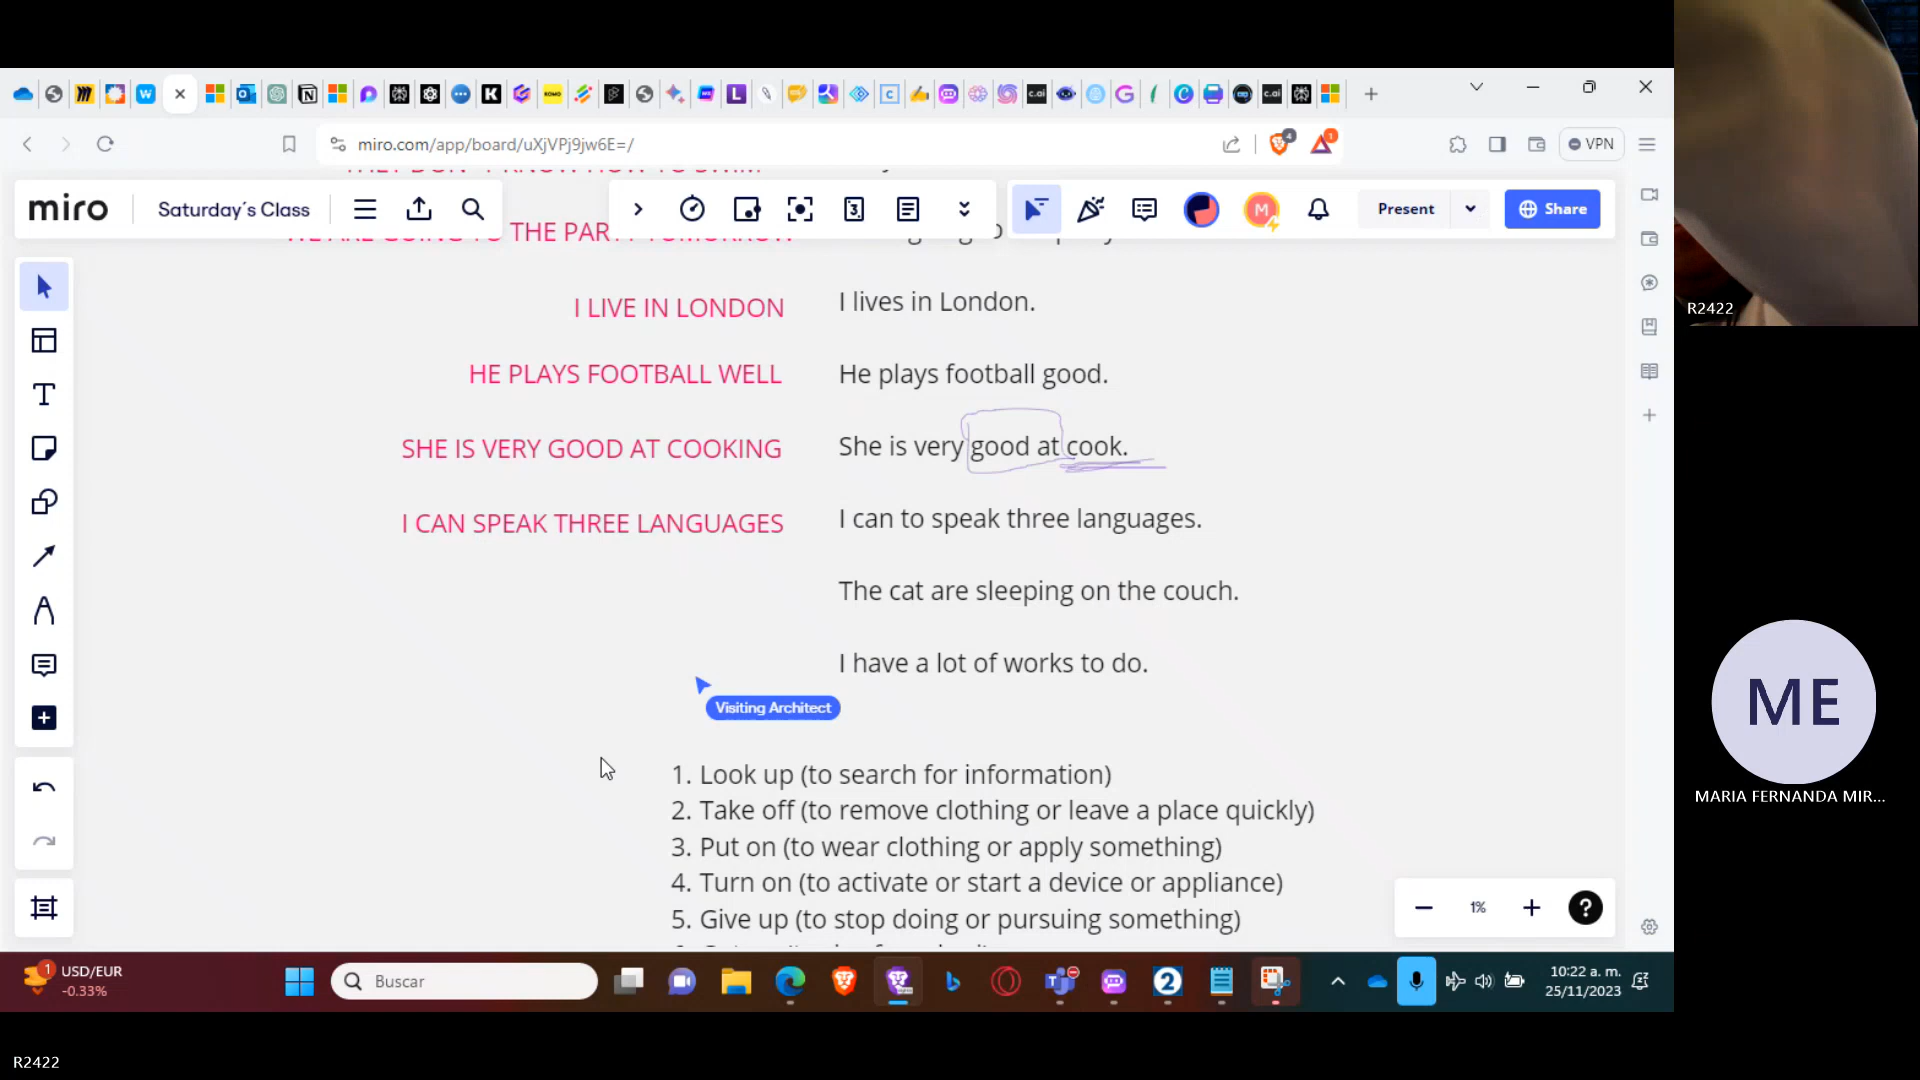 miro.com/app/board/uXjVPj9jw6E=/
VPN
miro
Saturday´s Class
Present
Share
THE PARTY TOMORROW
I LIVE IN LONDON
I lives in London.
HE PLAYS FOOTBALL WELL
He plays football good.
SHE IS VERY GOOD AT COOKING
She is very good at cook.
I CAN SPEAK THREE LANGUAGES
I can to speak three languages.
The cat are sleeping on the couch.
I have a lot of works to do.
Visiting Architect
1. Look up (to search for information)
2. Take off (to remove clothing or leave a place quickly)
3. Put on (to wear clothing or apply something)
4. Turn on (to activate or start a device or appliance)
5. Give up (to stop doing or pursuing something)
1%
USD/EUR
-0.33%
Buscar
10:22 a. m.
25/11/2023
R2422
ME
MARIA FERNANDA MIR...
R2422